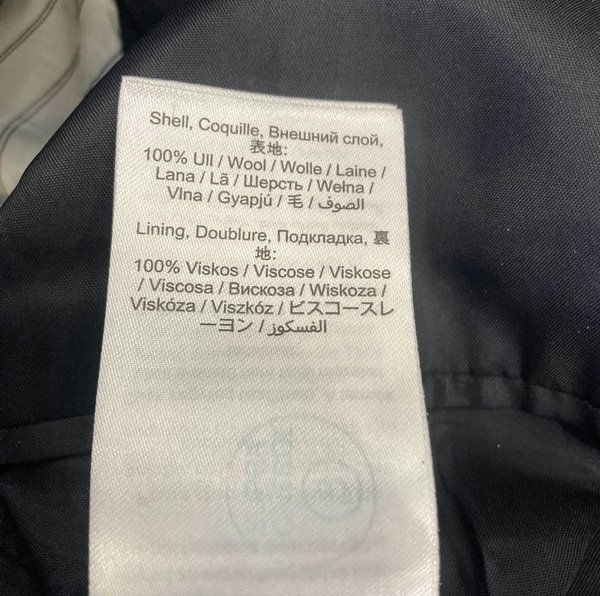 Shell, Coquille, Внешний слой,
表地:
100% Ull / Wool / Wolle / Laine /
Lana / Lã / Шерсть / Wełna /
Vlna / Gyapjú / 毛 / الصوف
Lining, Doublure, Подкладка, 裏
地:
100% Viskos / Viscose / Viskose
/ Viscosa / Вискоза / Wiskoza /
Viskóza / Viszkóz / ビスコースレ
ーヨン / الفسكوز